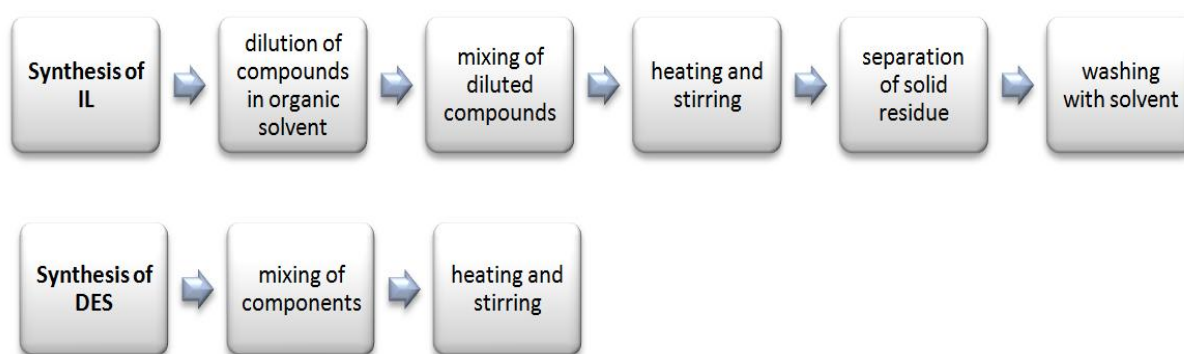 Synthesis of
IL
dilution of
compounds
in organic
solvent
mixing of
diluted
compounds
heating and
stirring
separation
of solid
residue
washing
with solvent
Synthesis of
DES
mixing of
components
heating and
stirring